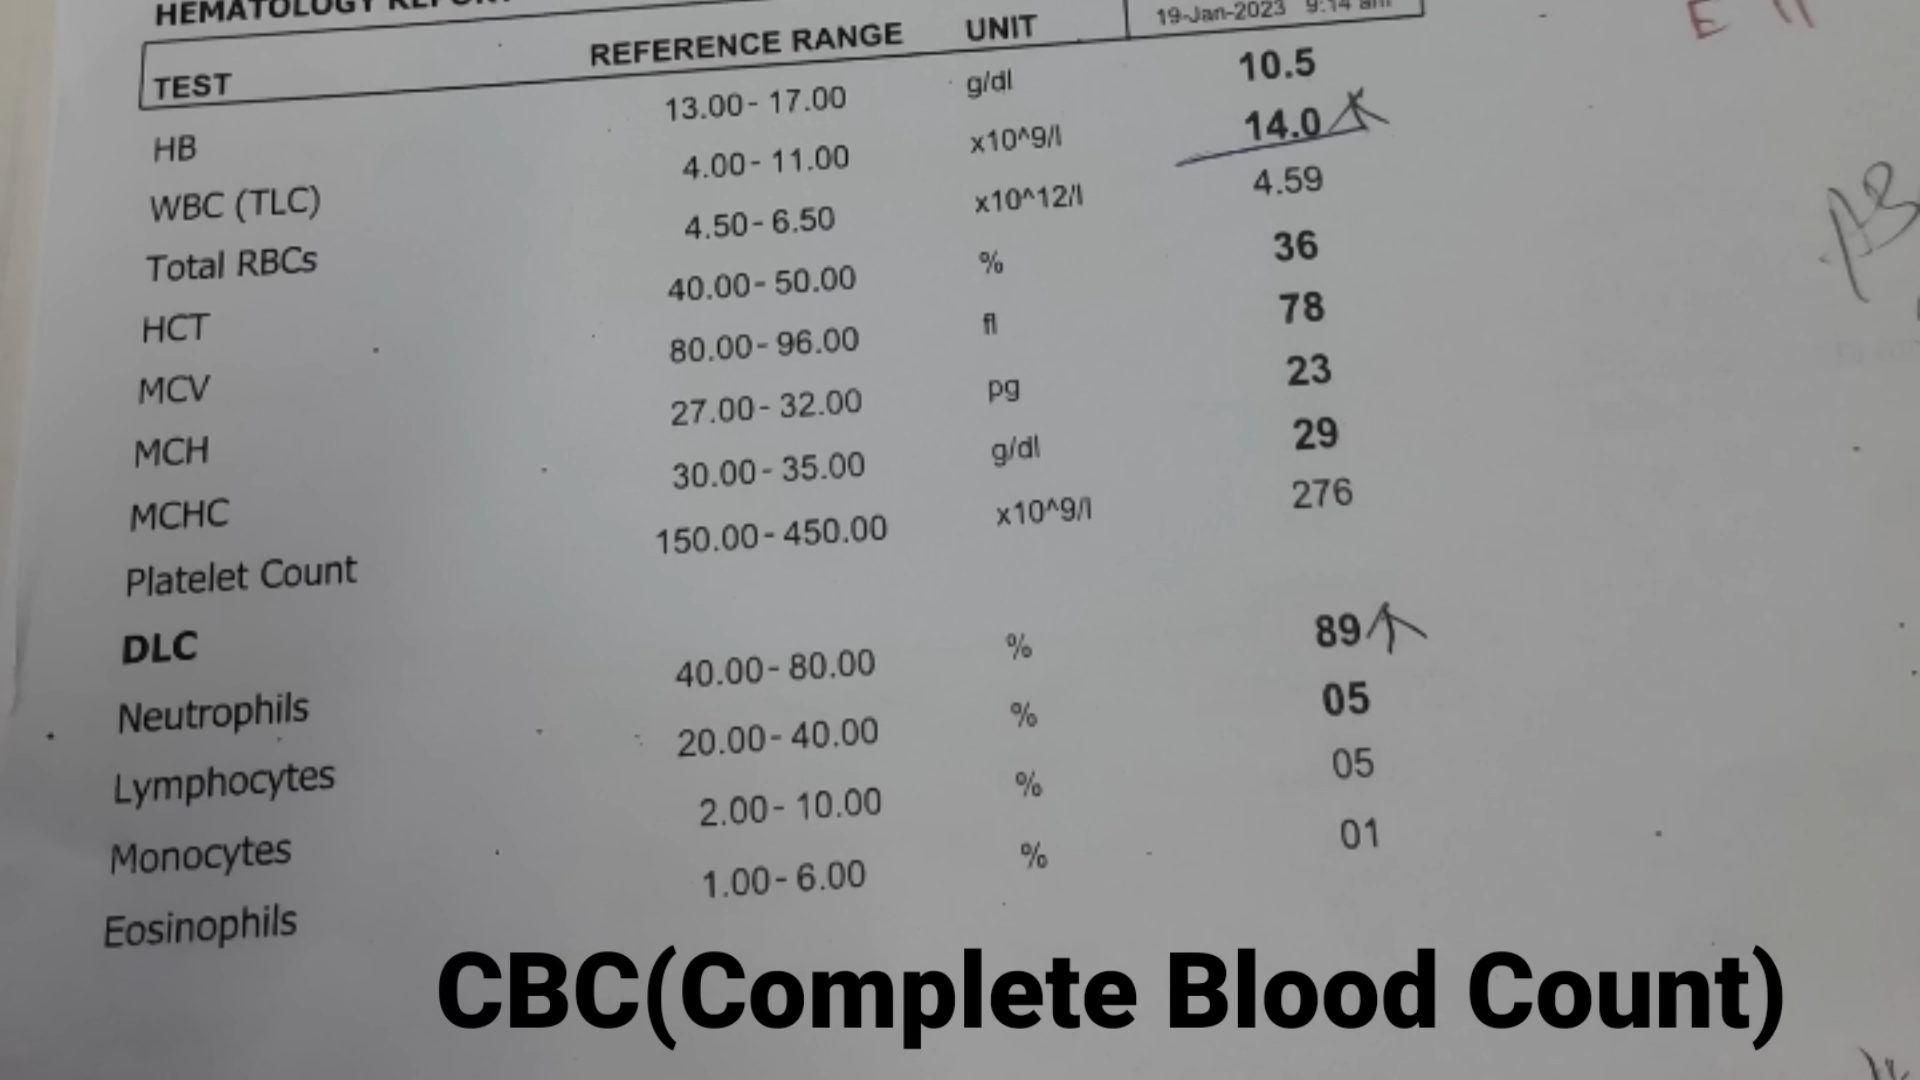 HEMATOLOGY REPORT
TEST REFERENCE RANGE UNIT 19-Jan-2023 9:14 am
HB 13.00- 17.00 g/dl 10.5
WBC (TLC) 4.00- 11.00 x10^9/l 14.0
Total RBCs 4.50- 6.50 x10^12/l 4.59
HCT 40.00- 50.00 % 36
MCV 80.00- 96.00 fl 78
MCH 27.00- 32.00 pg 23
MCHC 30.00- 35.00 g/dl 29
Platelet Count 150.00- 450.00 x10^9/l 276
DLC
Neutrophils 40.00- 80.00 % 89
Lymphocytes 20.00- 40.00 % 05
Monocytes 2.00- 10.00 % 05
Eosinophils 1.00- 6.00 % 01
CBC(Complete Blood Count)